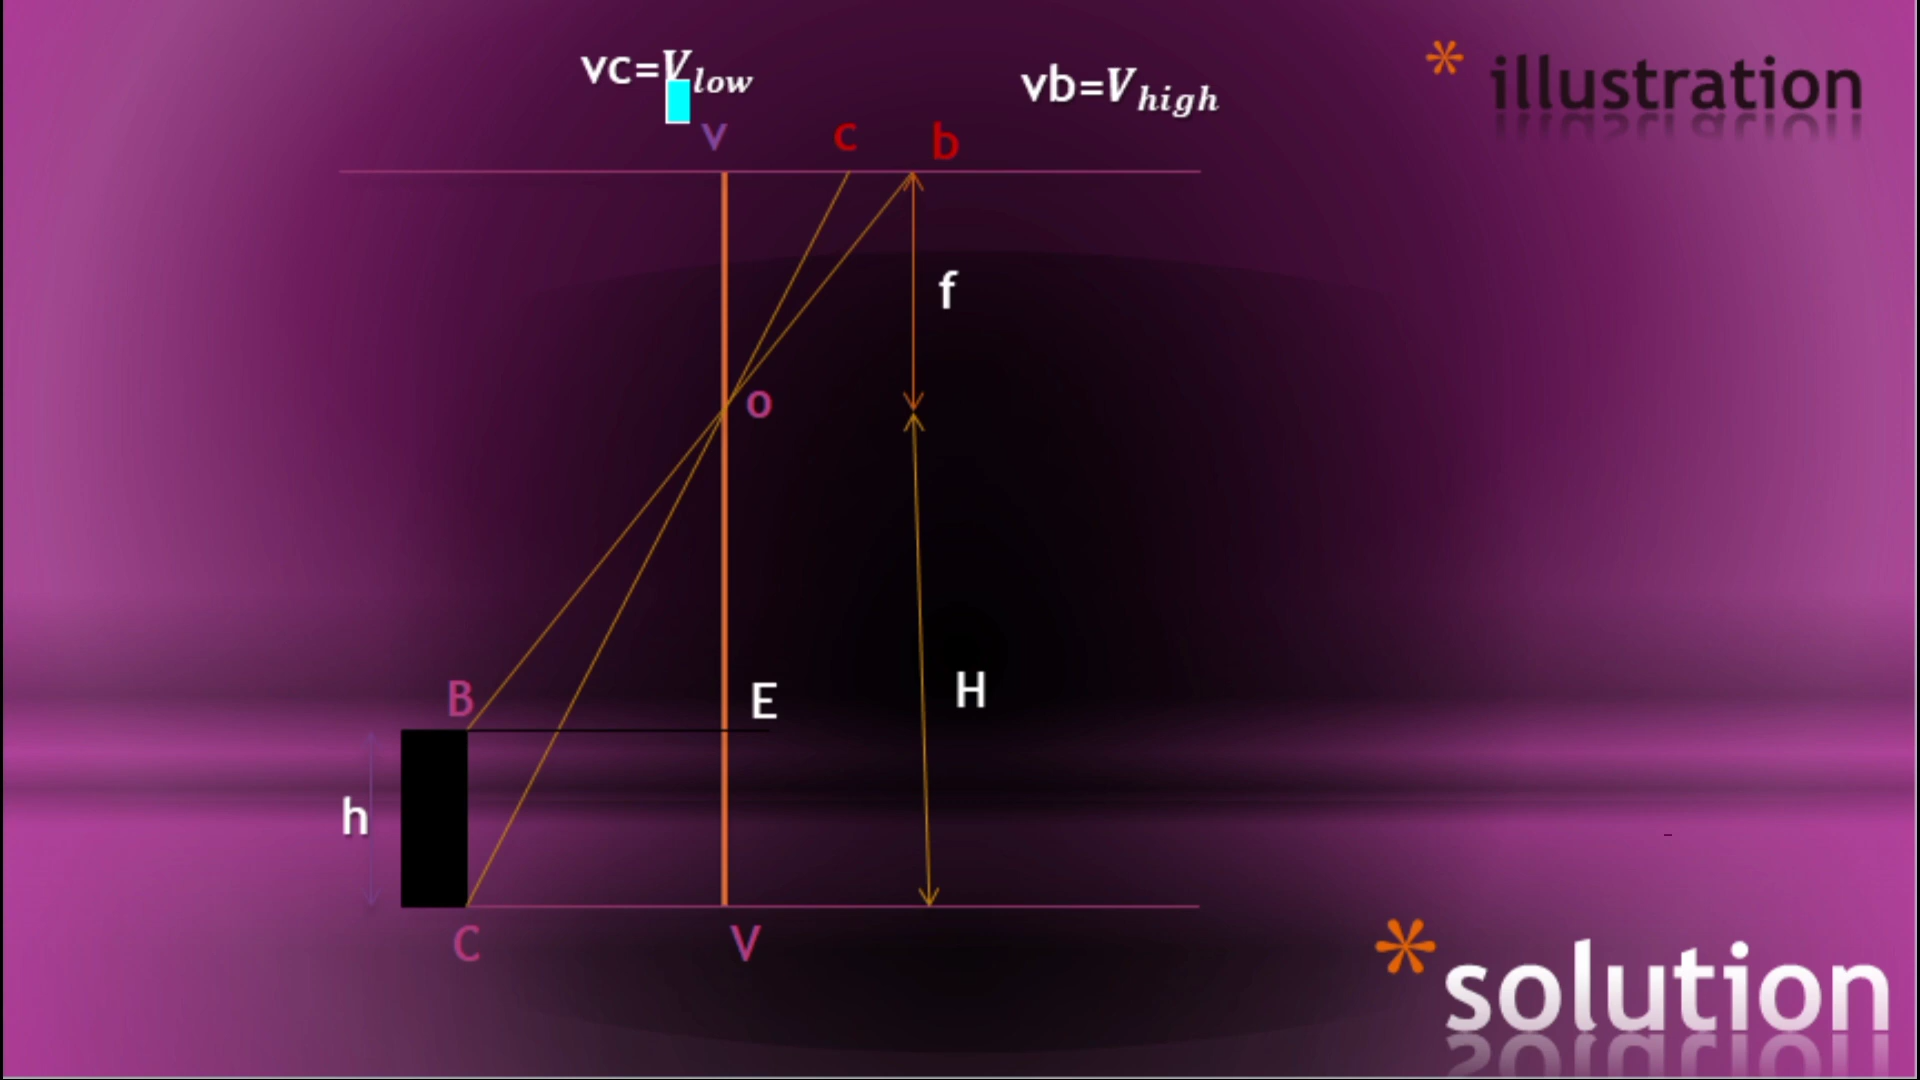 vc=V_low
vb=V_high
* illustration
v
c
b
f
o
B
E
H
h
C
V
*solution